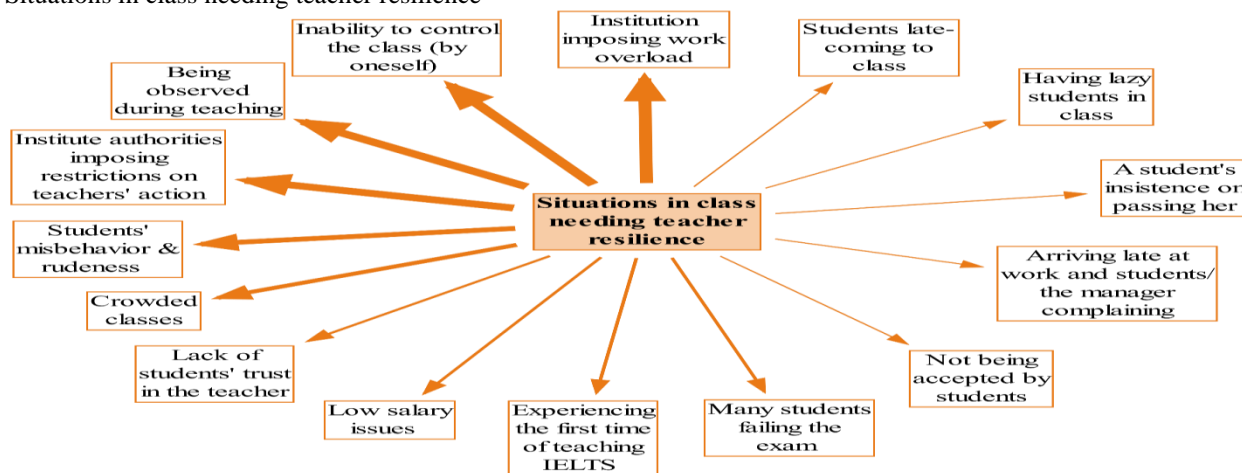 Situations in class needing teacher resilience
Inability to control
the class (by
oneself)
Institution
imposing work
overload
Students late-
coming to
class
Being
observed
during teaching
Having lazy
students in
class
Institute authorities
imposing
restrictions on
teachers' action
A student's
insistence on
passing her
Situations in class
needing teacher
resilience
Students'
misbehavior &
rudeness
Arriving late at
work and students/
the manager
complaining
Crowded
classes
Lack of
students' trust
in the teacher
Not being
accepted by
students
Low salary
issues
Experiencing
the first time
of teaching
IELTS
Many students
failing the
exam